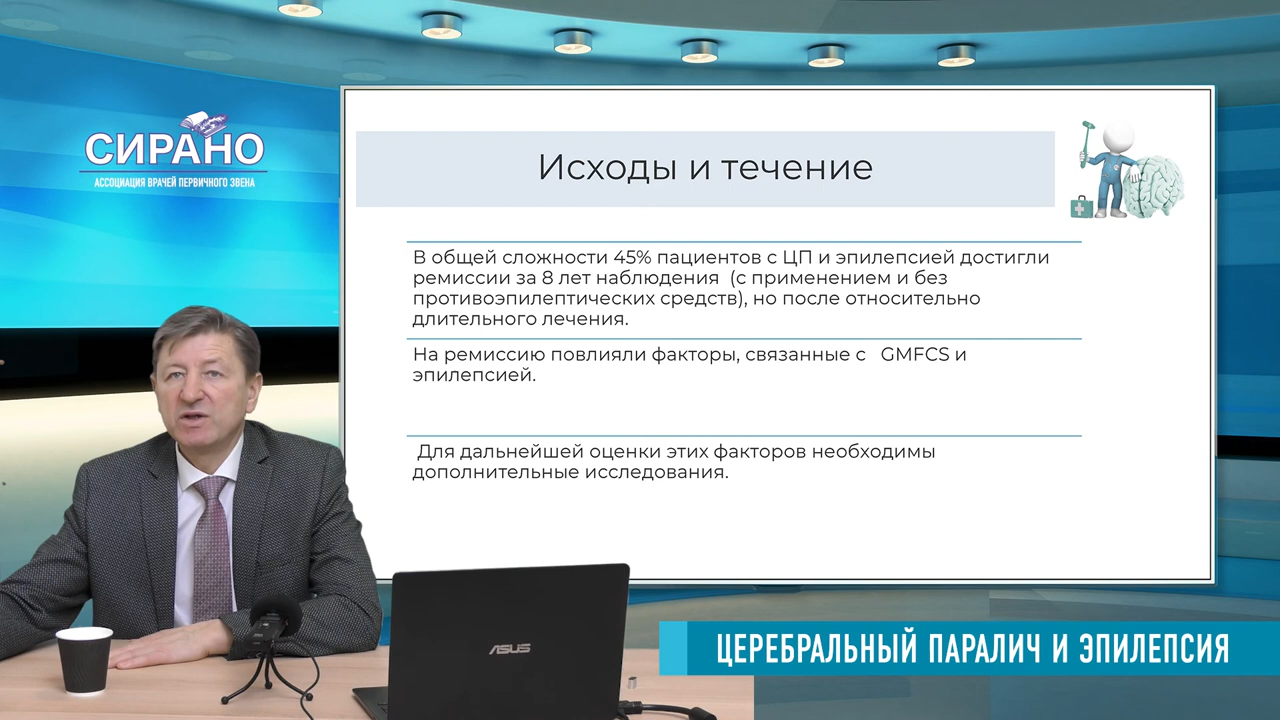 СИРАНО
АССОЦИАЦИЯ ВРАЧЕЙ ПЕРВИЧНОГО ЗВЕНА
Исходы и течение
В общей сложности 45% пациентов с ЦП и эпилепсией достигли
ремиссии за 8 лет наблюдения (с применением и без
противоэпилептических средств), но после относительно
длительного лечения.
На ремиссию повлияли факторы, связанные с GMFCS и
эпилепсией.
Для дальнейшей оценки этих факторов необходимы
дополнительные исследования.
ASUS
ЦЕРЕБРАЛЬНЫЙ ПАРАЛИЧ И ЭПИЛЕПСИЯ